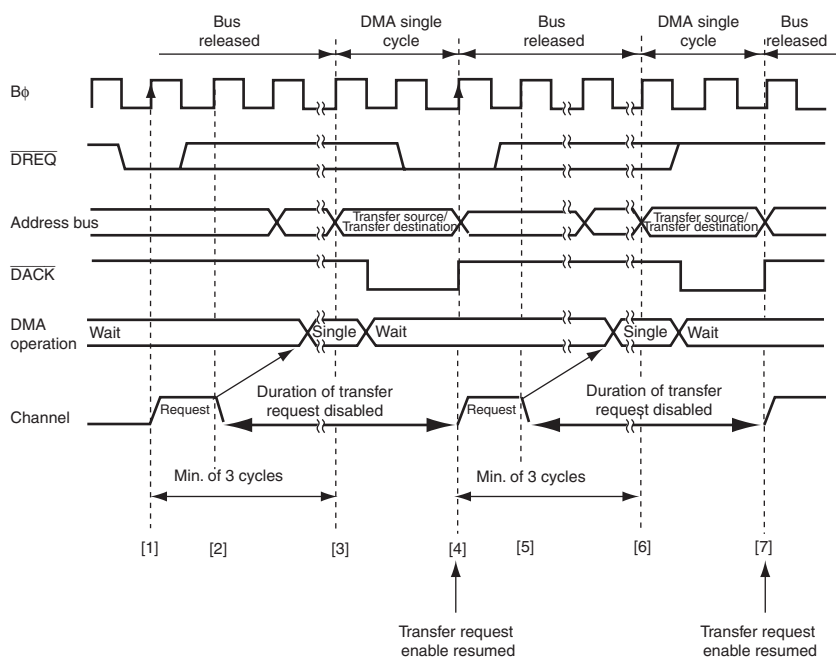 Bus
released
DMA single
cycle
Bus
released
DMA single
cycle
Bus
released
Bϕ
DREQ
Address bus
Transfer source/
Transfer destination
Transfer source/
Transfer destination
DACK
DMA
operation
Wait
Single
Wait
Single
Wait
Channel
Request
Duration of transfer
request disabled
Request
Duration of transfer
request disabled
Min. of 3 cycles
Min. of 3 cycles
[1]
[2]
[3]
[4]
[5]
[6]
[7]
Transfer request
enable resumed
Transfer request
enable resumed